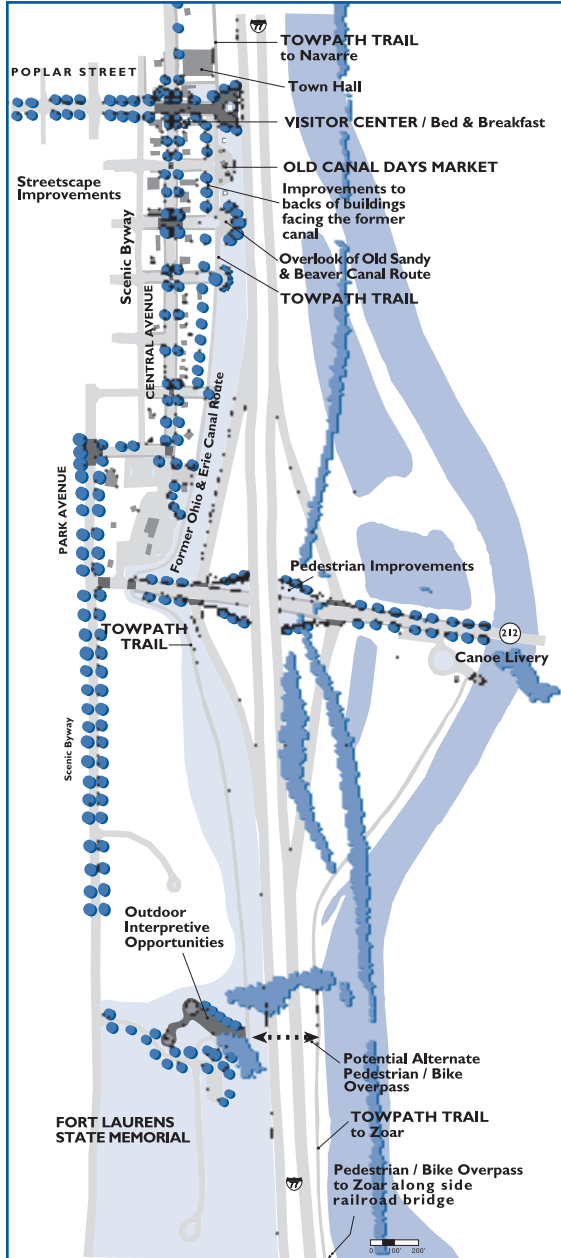 77
TOWPATH TRAIL
to Navarre
POPLAR STREET
Town Hall
VISITOR CENTER / Bed & Breakfast
OLD CANAL DAYS MARKET
Streetscape
Improvements
Improvements to
backs of buildings
facing the former
canal
Scenic Byway
Overlook of Old Sandy
& Beaver Canal Route
TOWPATH TRAIL
CENTRAL AVENUE
Former Ohio & Erie Canal Route
PARK AVENUE
Pedestrian Improvements
TOWPATH
TRAIL
212
Canoe Livery
Scenic Byway
Outdoor
Interpretive
Opportunities
Potential Alternate
Pedestrian / Bike
Overpass
FORT LAURENS
STATE MEMORIAL
TOWPATH TRAIL
to Zoar
77
Pedestrian / Bike Overpass
to Zoar along side
railroad bridge
0 100' 200'